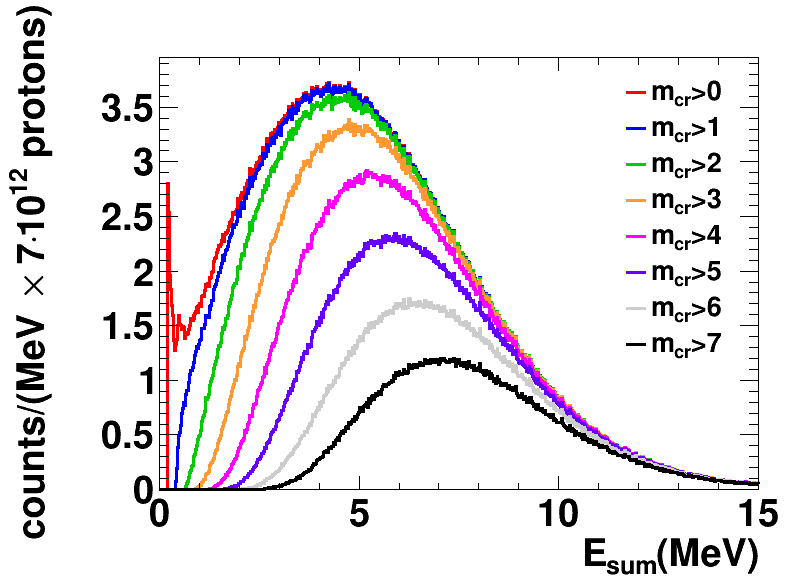 counts/(MeV × 7·10¹² protons)
3.5
3
2.5
2
1.5
1
0.5
0
0 5 10 15
E_sum(MeV)
m_cr>0
m_cr>1
m_cr>2
m_cr>3
m_cr>4
m_cr>5
m_cr>6
m_cr>7